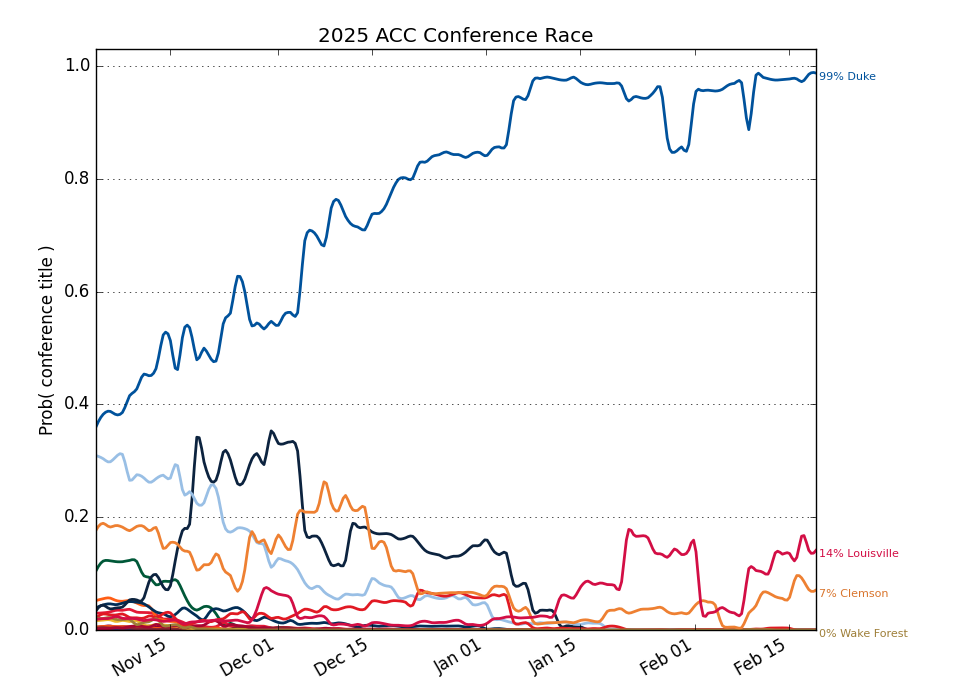 2025 ACC Conference Race
Prob( conference title )
1.0
0.8
0.6
0.4
0.2
0.0
Nov 15
Dec 01
Dec 15
Jan 01
Jan 15
Feb 01
Feb 15
99% Duke
14% Louisville
7% Clemson
0% Wake Forest